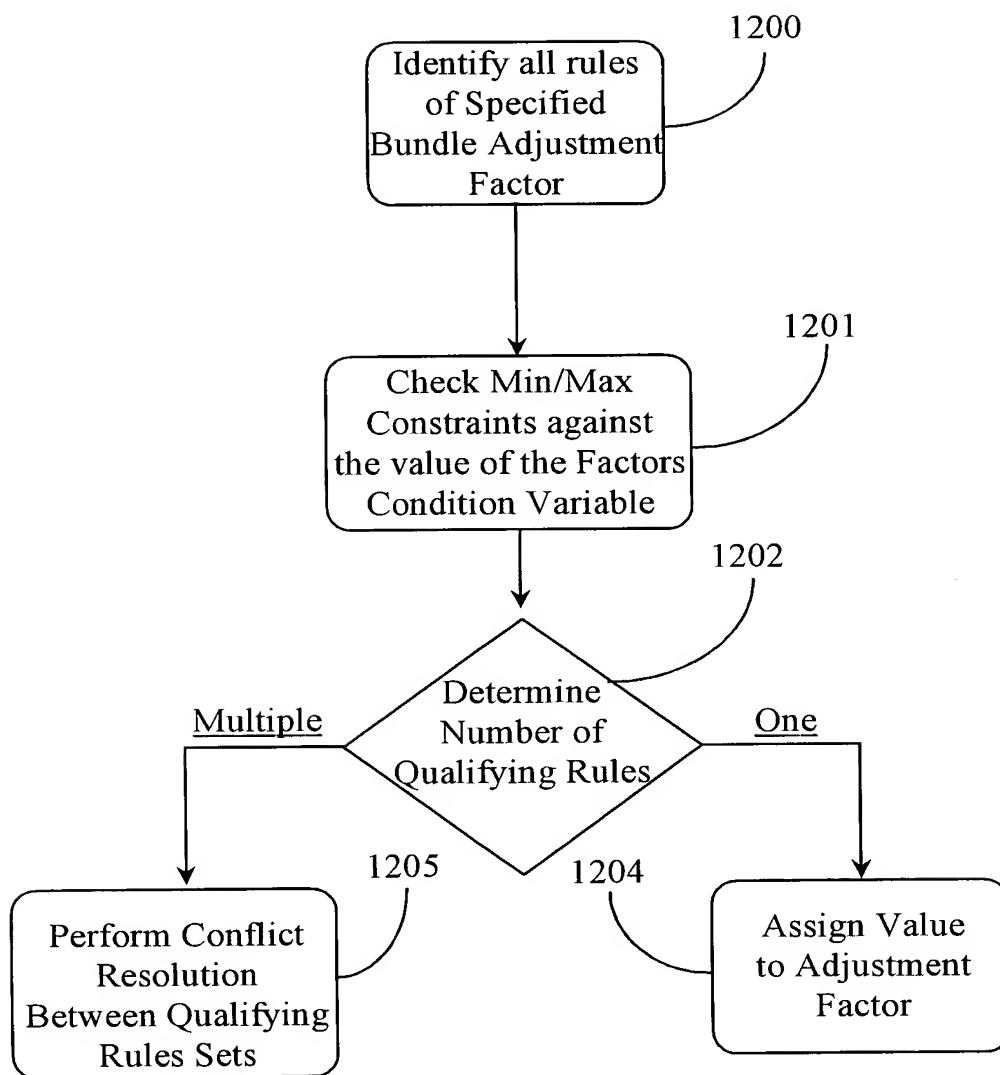 1200
Identify all rules
of Specified
Bundle Adjustment
Factor
1201
Check Min/Max
Constraints against
the value of the Factors
Condition Variable
1202
Determine
Number of
Qualifying Rules
Multiple
One
1205
1204
Perform Conflict
Resolution
Between Qualifying
Rules Sets
Assign Value
to Adjustment
Factor